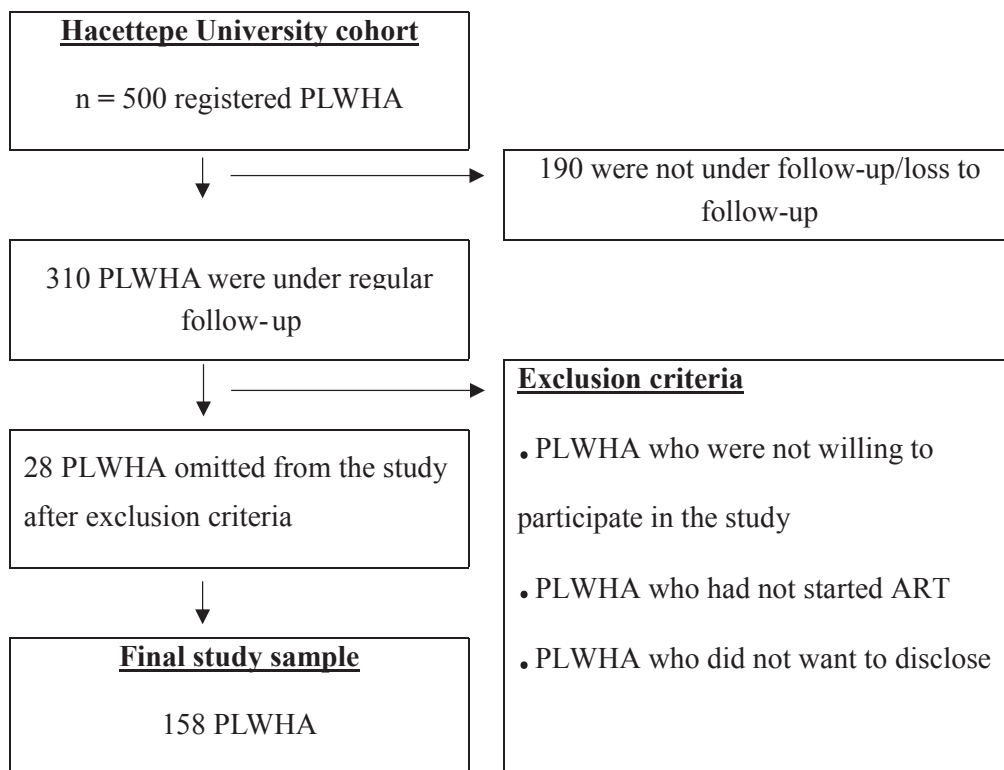 Hacettepe University cohort
n = 500 registered PLWHA
190 were not under follow-up/loss to
follow-up
310 PLWHA were under regular
follow-up
28 PLWHA omitted from the study
after exclusion criteria
Exclusion criteria
. PLWHA who were not willing to
participate in the study
. PLWHA who had not started ART
. PLWHA who did not want to disclose
Final study sample
158 PLWHA